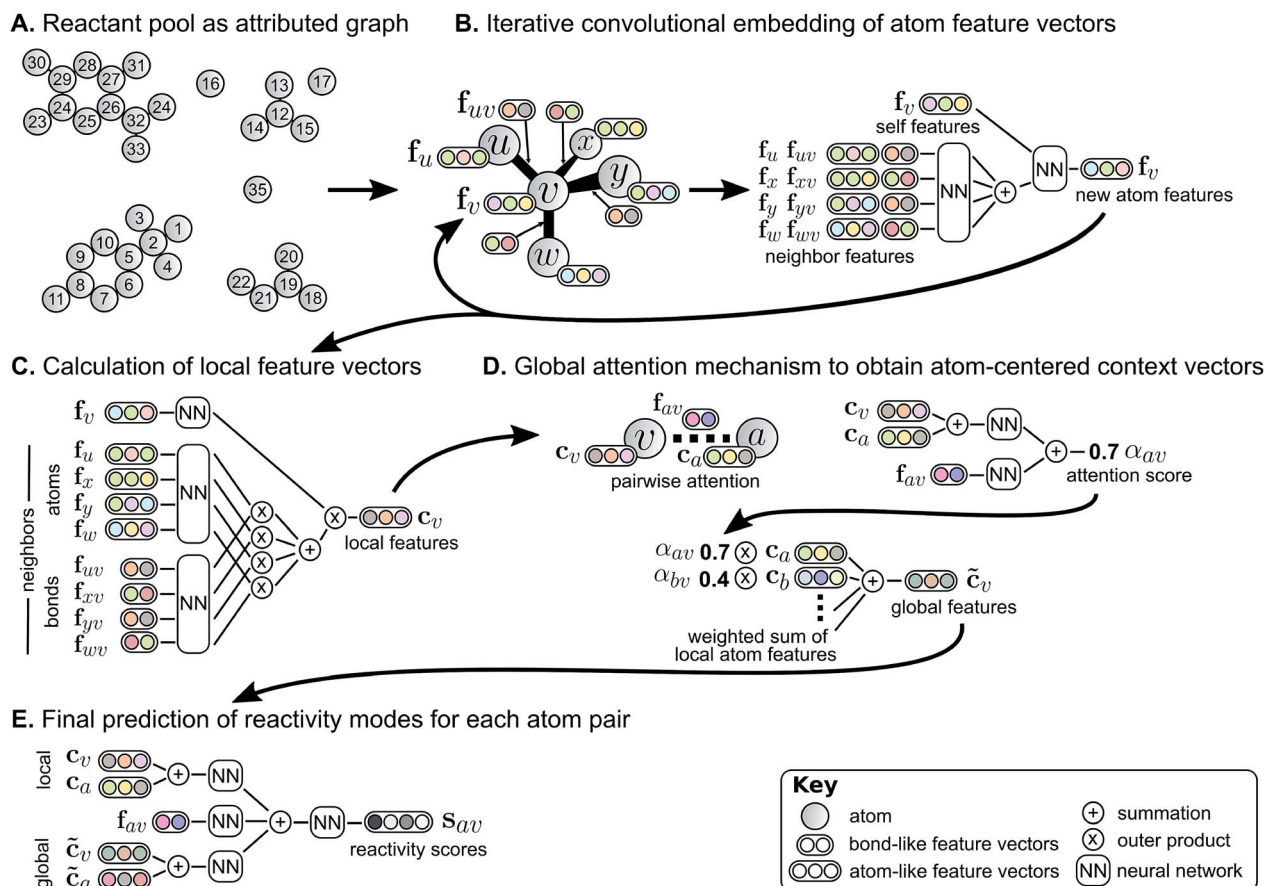 A. Reactant pool as attributed graph
30 28 31
29 27
24 26 24
23 25 32
33
16 13 17
12
14 15
35
3 1
10 2
9 5 4
8 6
11 7
20
22 19
21 18
B. Iterative convolutional embedding of atom feature vectors
f_uv
f_u u x
f_v v y
w
f_v
self features
f_u f_uv
f_x f_xv
f_y f_yv
f_w f_wv
neighbor features
NN
+
NN
f_v
new atom features
C. Calculation of local feature vectors
f_v NN
neighbors
atoms
f_u
f_x
f_y
f_w
NN
bonds
f_uv
f_xv
f_yv
f_wv
NN
x
x
x
x
+
x
c_v
local features
D. Global attention mechanism to obtain atom-centered context vectors
f_av
v a
c_v c_a
pairwise attention
c_v
c_a
+ NN
f_av NN
+ 0.7 α_av
attention score
α_av 0.7 x c_a
α_bv 0.4 x c_b
+
c̃_v
global features
weighted sum of
local atom features
E. Final prediction of reactivity modes for each atom pair
local
c_v
c_a
+ NN
f_av NN
global
c̃_v
c̃_a
+ NN
+ NN
s_av
reactivity scores
Key
atom
bond-like feature vectors
atom-like feature vectors
+ summation
x outer product
NN neural network